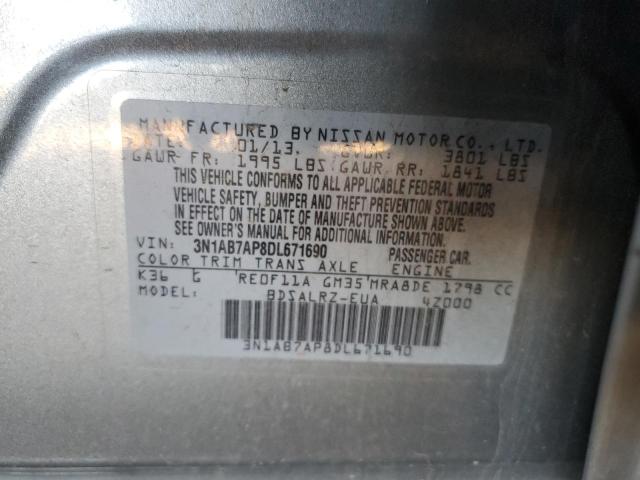 MANUFACTURED BY NISSAN MOTOR CO., LTD.
DATE: 01/13. GVWR: 3801 LBS
GAWR FR: 1995 LBS GAWR RR: 1841 LBS
THIS VEHICLE CONFORMS TO ALL APPLICABLE FEDERAL MOTOR
VEHICLE SAFETY, BUMPER AND THEFT PREVENTION STANDARDS
IN EFFECT ON THE DATE OF MANUFACTURE SHOWN ABOVE.
SEE OWNER'S MANUAL FOR ADDITIONAL INFORMATION.
VIN: 3N1AB7AP8DL671690 PASSENGER CAR.
COLOR TRIM TRANS AXLE ENGINE
K36 G RE0F11A GM35 MRA8DE 1798 CC
MODEL: BDSALRZ-EUA 4Z000
3N1AB7AP8DL671690